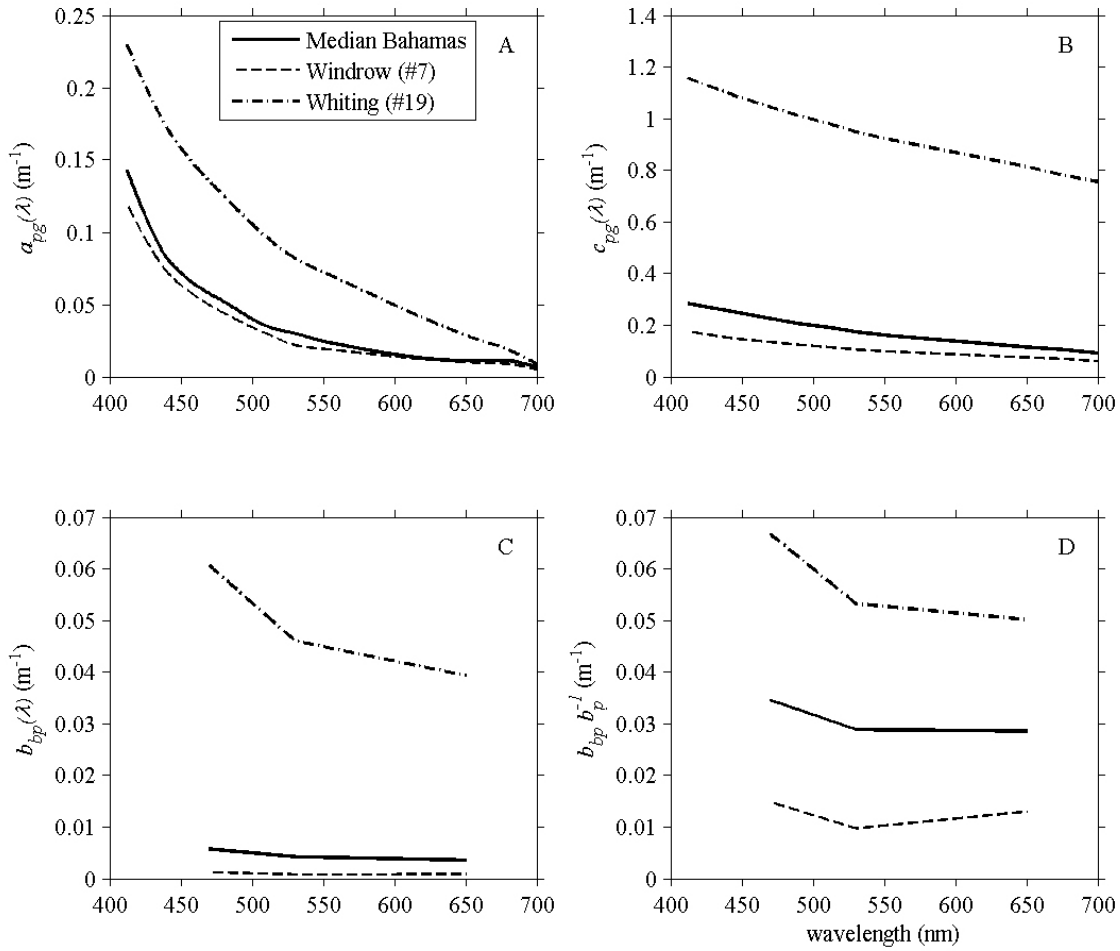 0.25
0.2
0.15
0.1
0.05
0
400 450 500 550 600 650 700
a_pg(λ) (m⁻¹)
Median Bahamas
Windrow (#7)
Whiting (#19)
A
1.4
1.2
1
0.8
0.6
0.4
0.2
0
400 450 500 550 600 650 700
c_pg(λ) (m⁻¹)
B
0.07
0.06
0.05
0.04
0.03
0.02
0.01
0
400 450 500 550 600 650 700
b_bp(λ) (m⁻¹)
C
0.07
0.06
0.05
0.04
0.03
0.02
0.01
0
400 450 500 550 600 650 700
b_bp b_p⁻¹ (m⁻¹)
D
wavelength (nm)